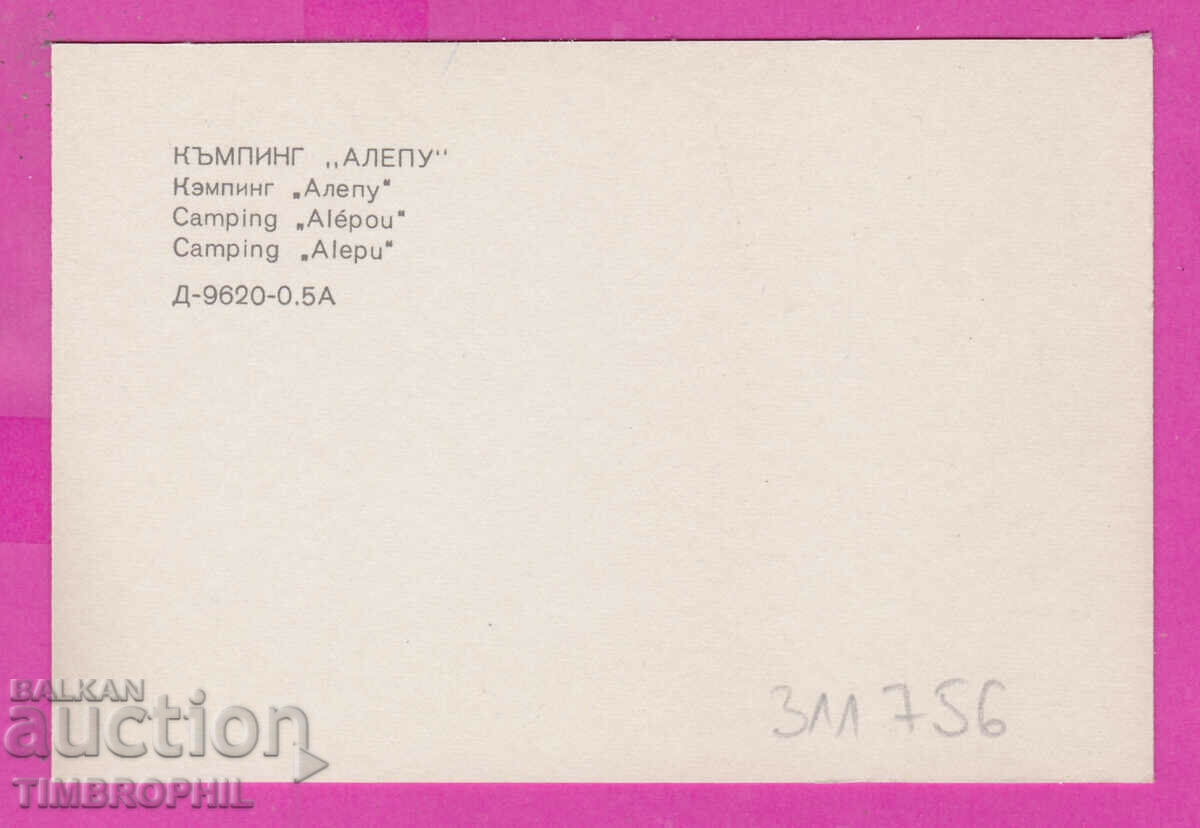 КЪМПИНГ „АЛЕПУ"
Кэмпинг „Алепу"
Camping „Alépou"
Camping „Alepu"
Д-9620-0.5А
311756
BALKAN
auction
TIMBROPHIL